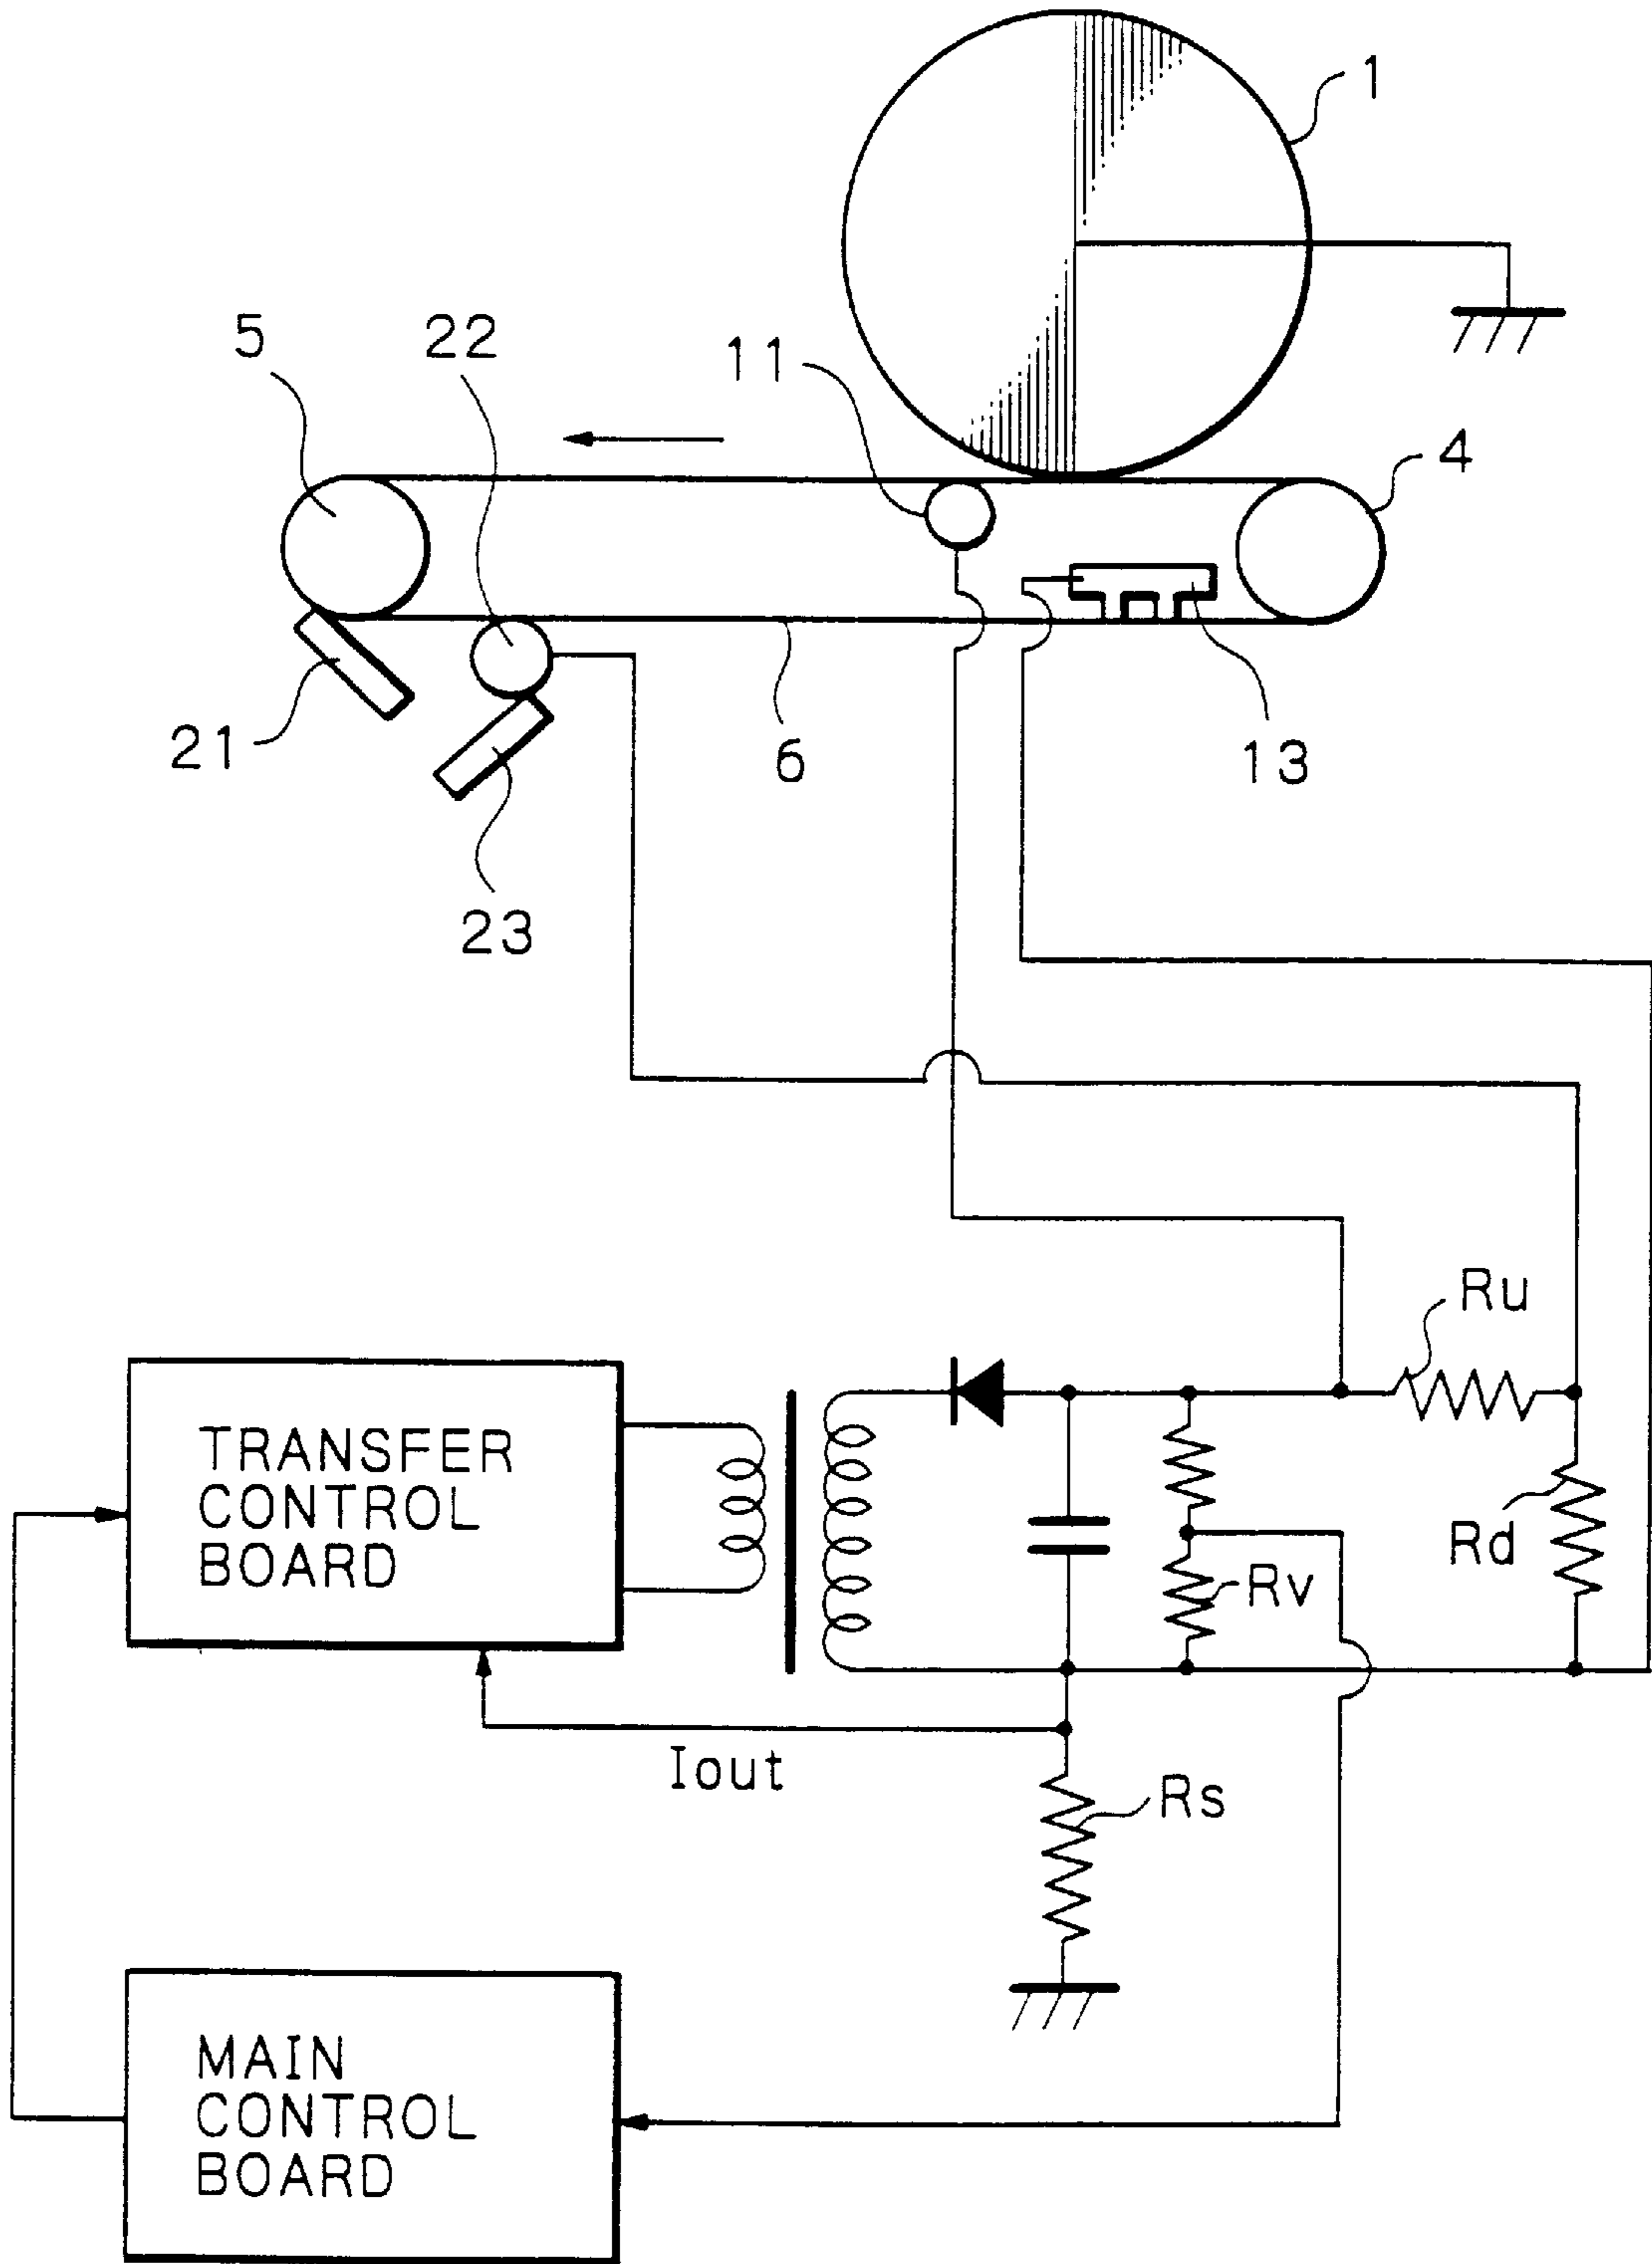 1
5
22
11
4
21
6
13
23
Ru
TRANSFER
CONTROL
BOARD
Rd
Rv
Iout
Rs
MAIN
CONTROL
BOARD